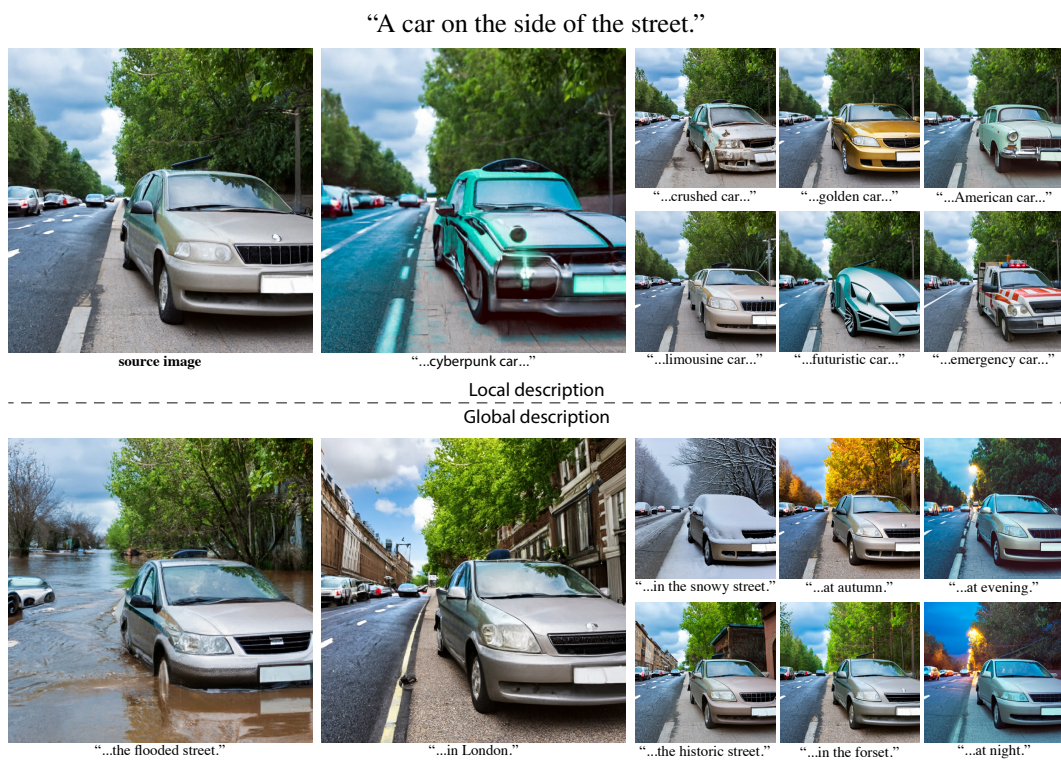 “A car on the side of the street.”
“...crushed car...” “...golden car...” “...American car...”
source image “...cyberpunk car...” “...limousine car...” “...futuristic car...” “...emergency car...”
Local description
Global description
“...in the snowy street.” “...at autumn.” “...at evening.”
“...the flooded street.” “...in London.” “...the historic street.” “...in the forset.” “...at night.”